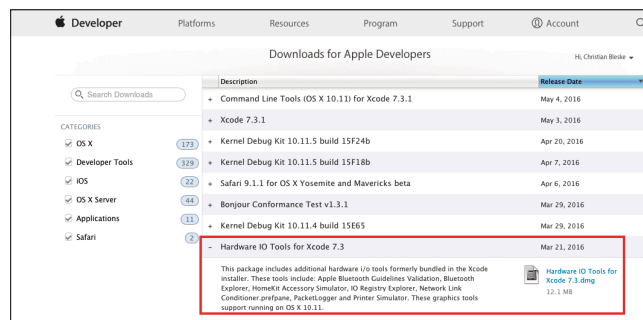 Developer Platforms Resources Program Support Account
Downloads for Apple Developers
Hi, Christian Bleske
Search Downloads
CATEGORIES
OS X 173
Developer Tools 329
iOS 22
OS X Server 44
Applications 11
Safari 2
Description Release Date
+ Command Line Tools (OS X 10.11) for Xcode 7.3.1 May 4, 2016
+ Xcode 7.3.1 May 3, 2016
+ Kernel Debug Kit 10.11.5 build 15F24b Apr 20, 2016
+ Kernel Debug Kit 10.11.5 build 15F18b Apr 7, 2016
+ Safari 9.1.1 for OS X Yosemite and Mavericks beta Apr 6, 2016
+ Bonjour Conformance Test v1.3.1 Mar 29, 2016
+ Kernel Debug Kit 10.11.4 build 15E65 Mar 29, 2016
− Hardware IO Tools for Xcode 7.3 Mar 21, 2016
This package includes additional hardware i/o tools formerly bundled in the Xcode
installer. These tools include: Apple Bluetooth Guidelines Validation, Bluetooth
Explorer, HomeKit Accessory Simulator, IO Registry Explorer, Network Link
Conditioner.prefpane, PacketLogger and Printer Simulator. These graphics tools
support running on OS X 10.11.
Hardware IO Tools for
Xcode 7.3.dmg
12.1 MB